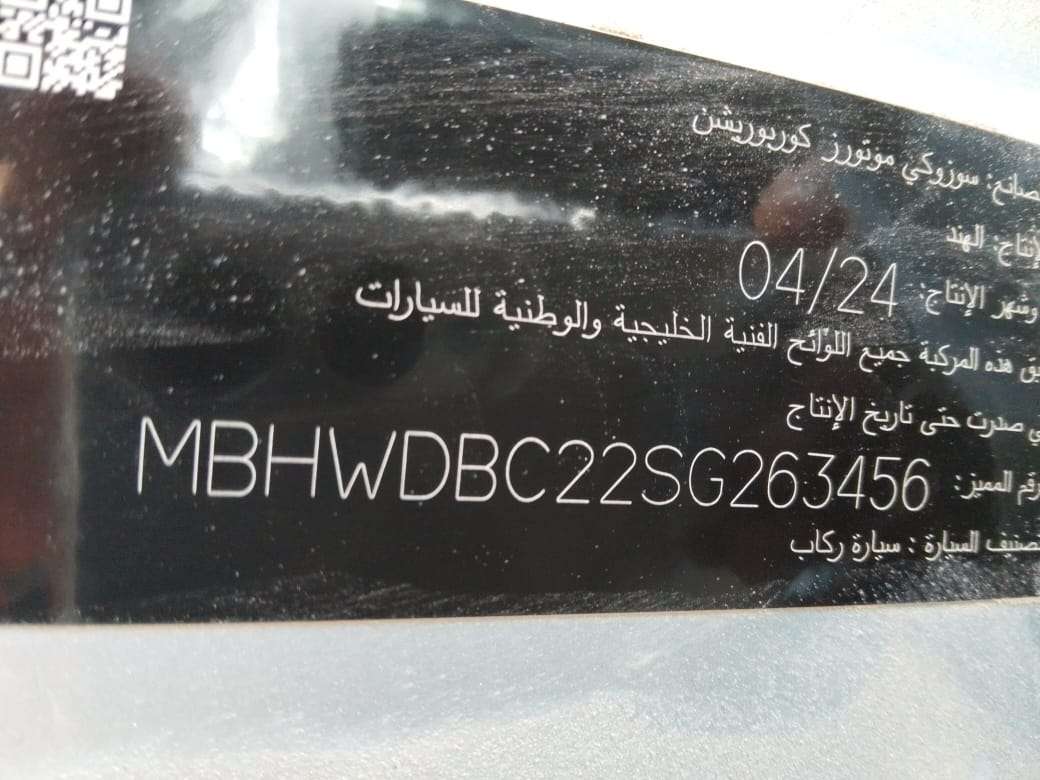 صانع: سوزوكي موتورز كوربوريشن
الإنتاج: الهند
وشهر الإنتاج: 04/24
هذه المركبة جميع اللوائح الفنية الخليجية والوطنية للسيارات
صدرت حتى تاريخ الإنتاج
المميز: MBHWDBC22SG263456
تصنيف السيارة : سيارة ركاب